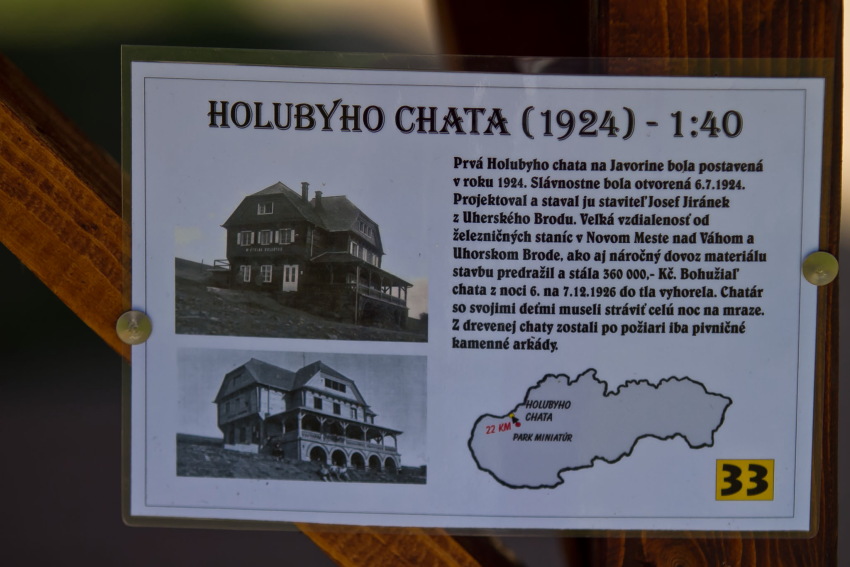 HOLUBYHO CHATA (1924) - 1:40
Prvá Holubyho chata na Javorine bola postavená
v roku 1924. Slávnostne bola otvorená 6.7.1924.
Projektoval a staval ju staviteľ Josef Jiránek
z Uherského Brodu. Veľká vzdialenosť od
železničných staníc v Novom Meste nad Váhom a
Uhorskom Brode, ako aj náročný dovoz materiálu
stavbu predražil a stála 360 000,- Kč. Bohužiaľ
chata z noci 6. na 7.12.1926 do tla vyhorela. Chatár
so svojimi deťmi museli stráviť celú noc na mraze.
Z drevenej chaty zostali po požiari iba pivničné
kamenné arkády.
HOLUBYHO
CHATA
22 KM
PARK MINIATÚR
33